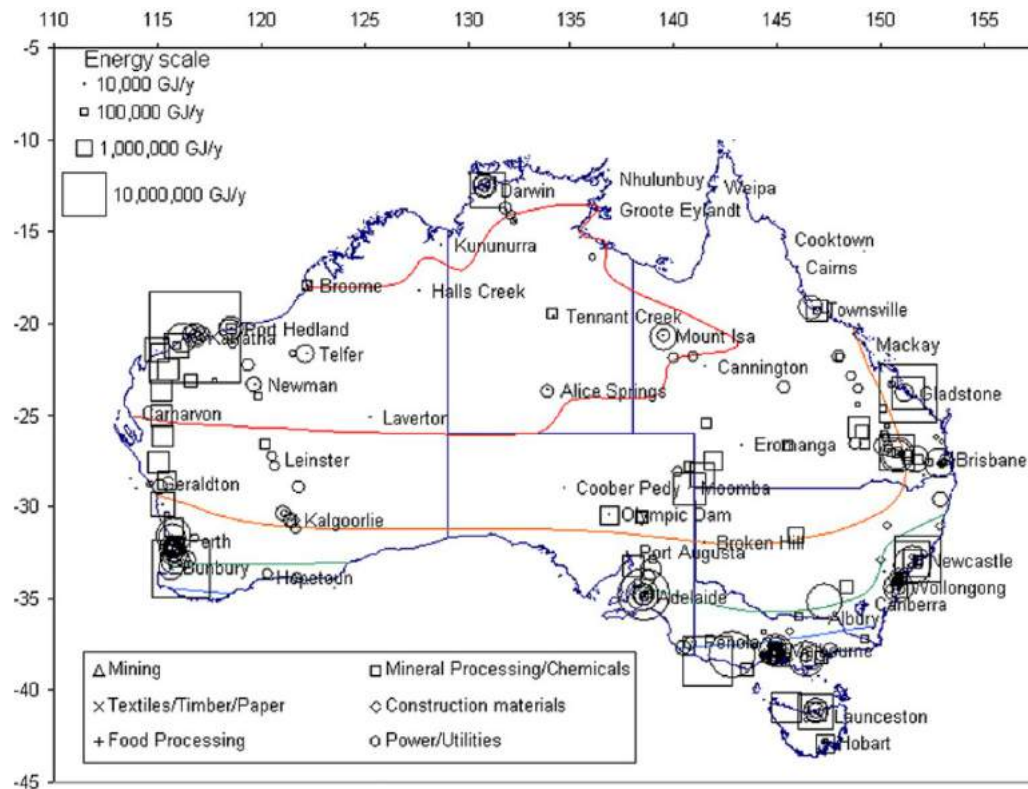 110 115 120 125 130 135 140 145 150 155
-5
Energy scale
10,000 GJ/y
100,000 GJ/y
1,000,000 GJ/y
10,000,000 GJ/y
-10
-15
-20
-25
-30
-35
-40
-45
Darwin
Nhulunbuy
Weipa
Groote Eylandt
Kununurra
Cooktown
Cairns
Broome
Halls Creek
Townsville
Tennant Creek
Port Hedland
Karratha
Mount Isa
Telfer
Mackay
Cannington
Newman
Alice Springs
Gladstone
Carnarvon
Laverton
Eromanga
Leinster
Brisbane
Geraldton
Coober Pedy
Moomba
Kalgoorlie
Olympic Dam
Perth
Broken Hill
Port Augusta
Newcastle
Bunbury
Hopetoun
Wollongong
Adelaide
Canberra
Albury
Penola
Melbourne
Launceston
Hobart
Mining
Mineral Processing/Chemicals
Textiles/Timber/Paper
Construction materials
Food Processing
Power/Utilities